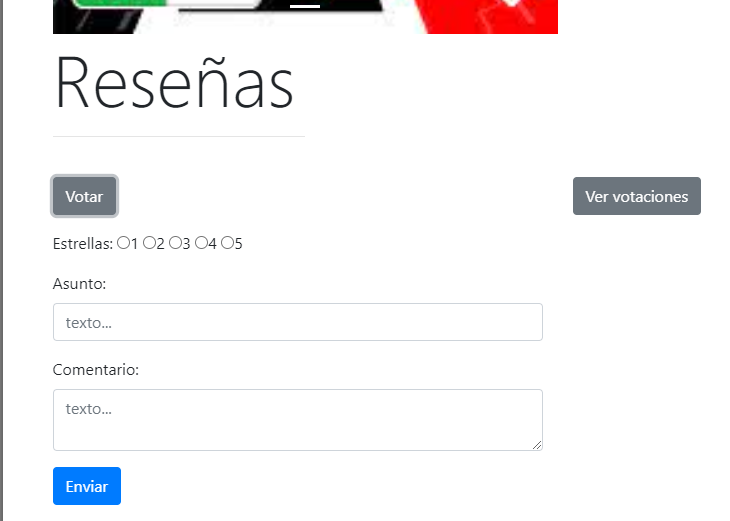 Reseñas
Votar
Ver votaciones
Estrellas: 1 2 3 4 5
Asunto:
texto...
Comentario:
texto...
Enviar